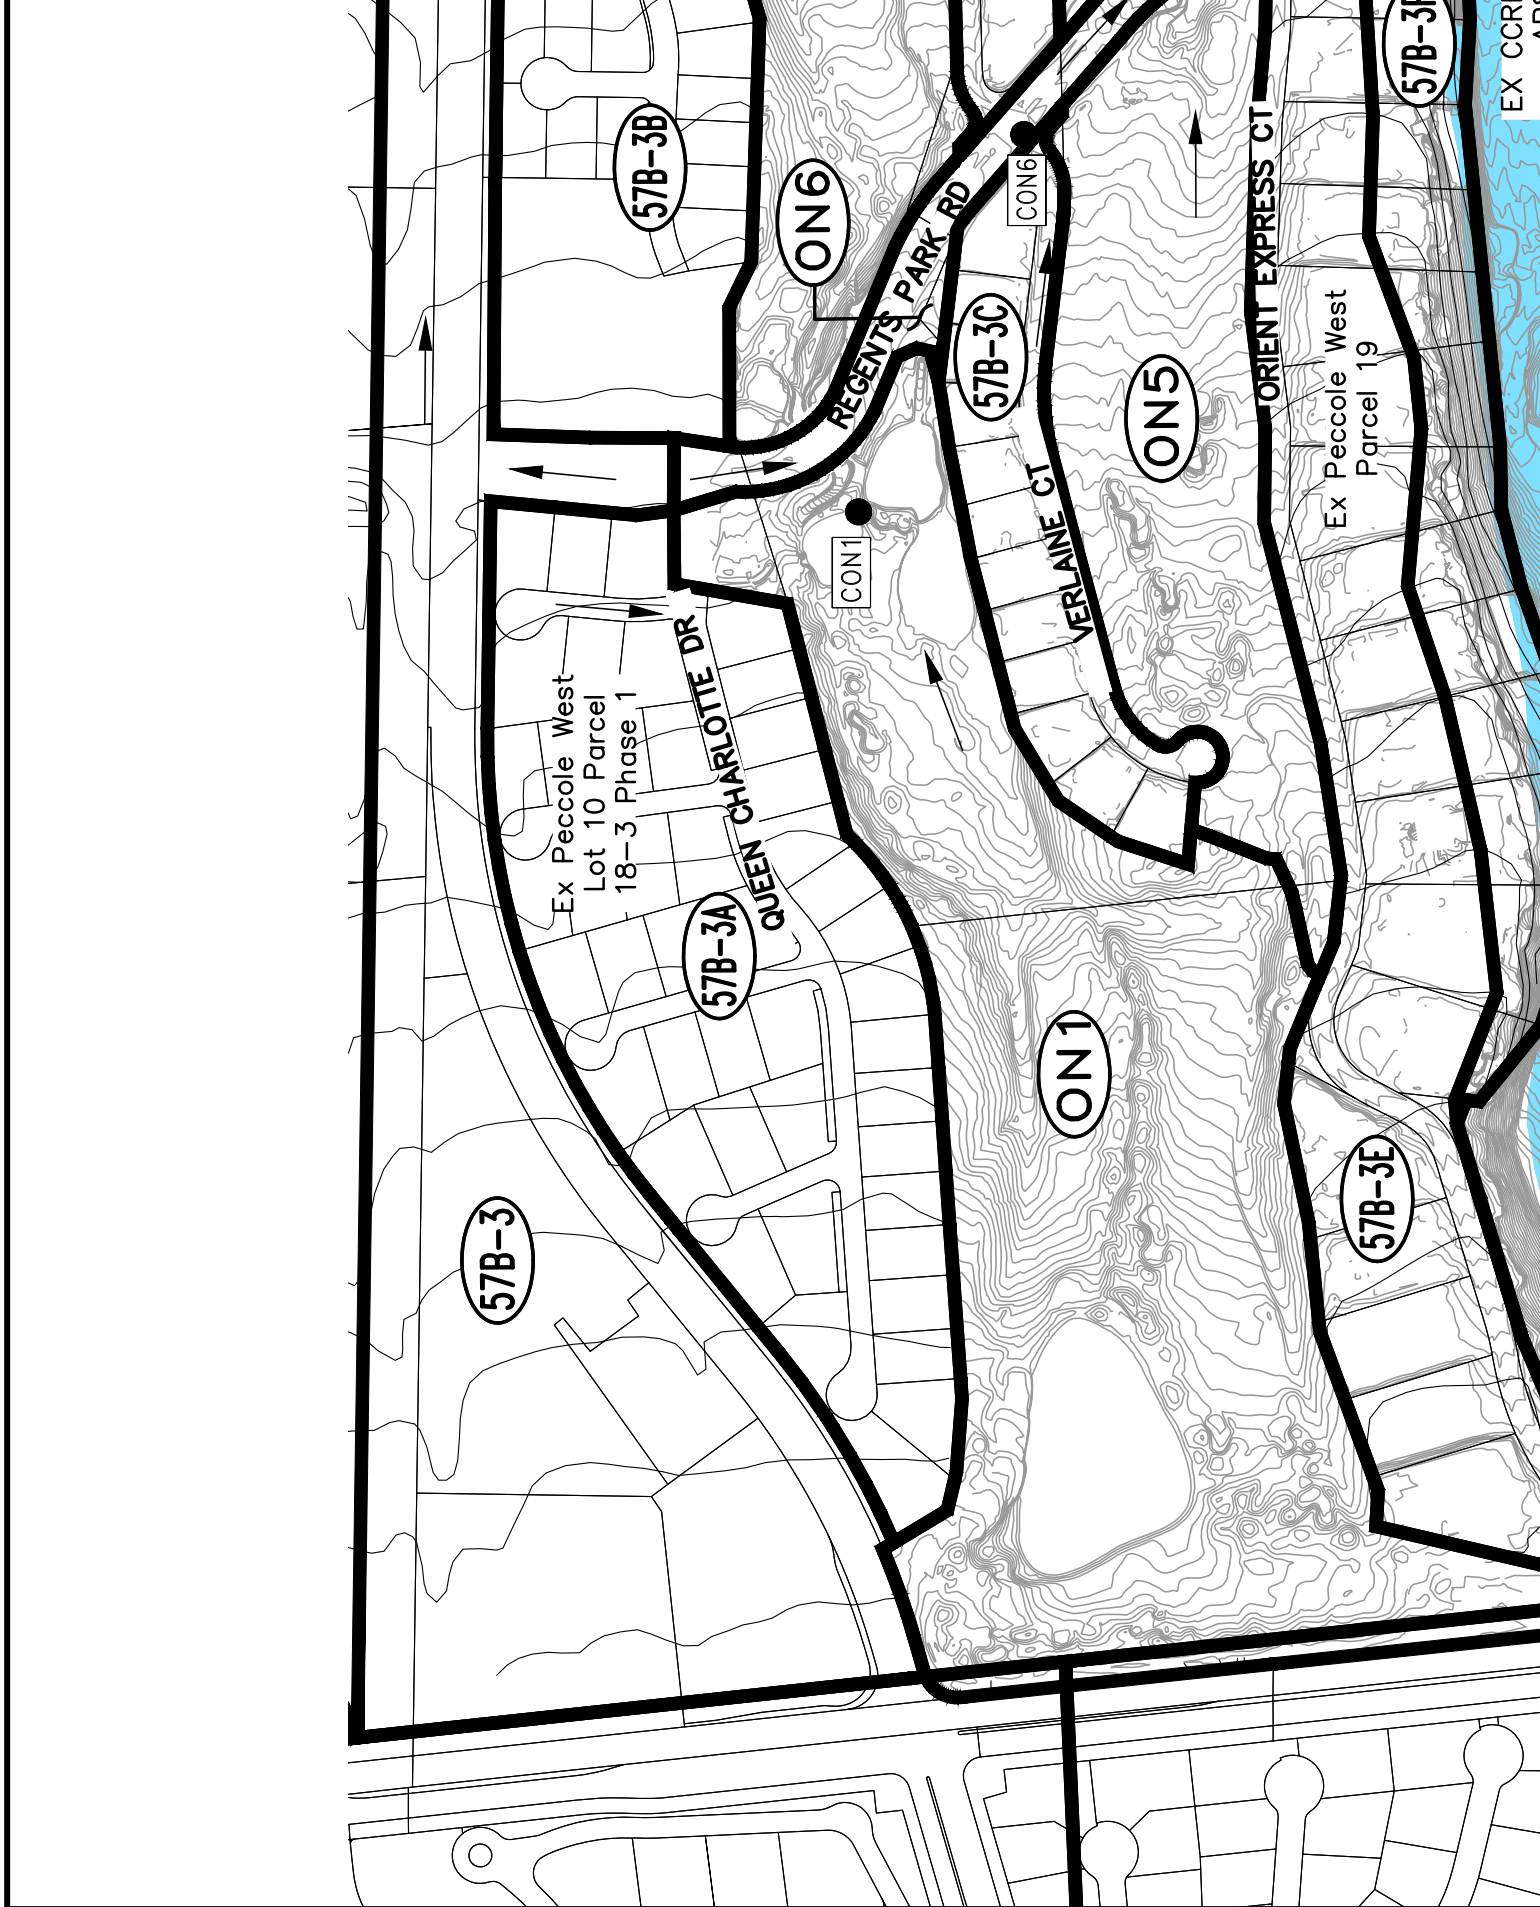 57B-3B
ON6
REGENTS PARK RD
CON6
57B-3C
ON5
ORIENT EXPRESS CT
Ex Peccole West
Parcel 19
EX
VERLAINE CT
CON1
Ex Peccole West
Lot 10 Parcel
18-3 Phase 1
QUEEN CHARLOTTE DR
57B-3A
57B-3
ON1
57B-3E